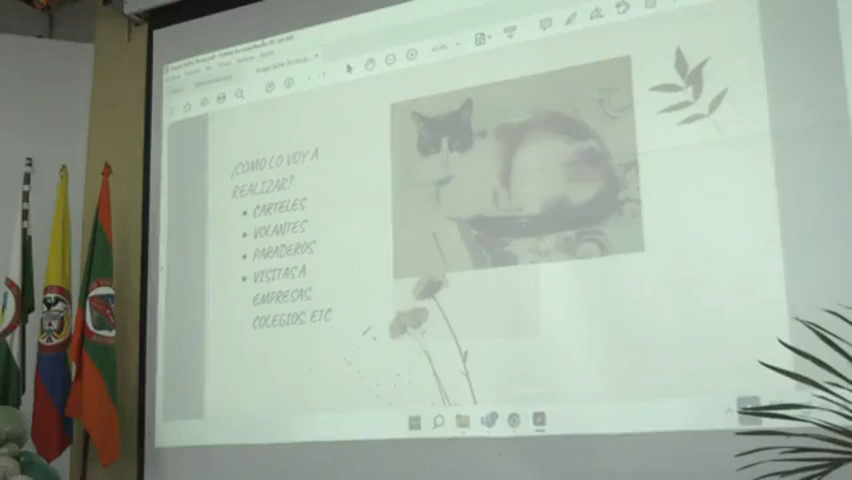 ¿COMO LO VOY A
REALIZAR?
• CARTELES
• VOLANTES
• PARADEROS
• VISITAS A
EMPRESAS,
COLEGIOS, ETC